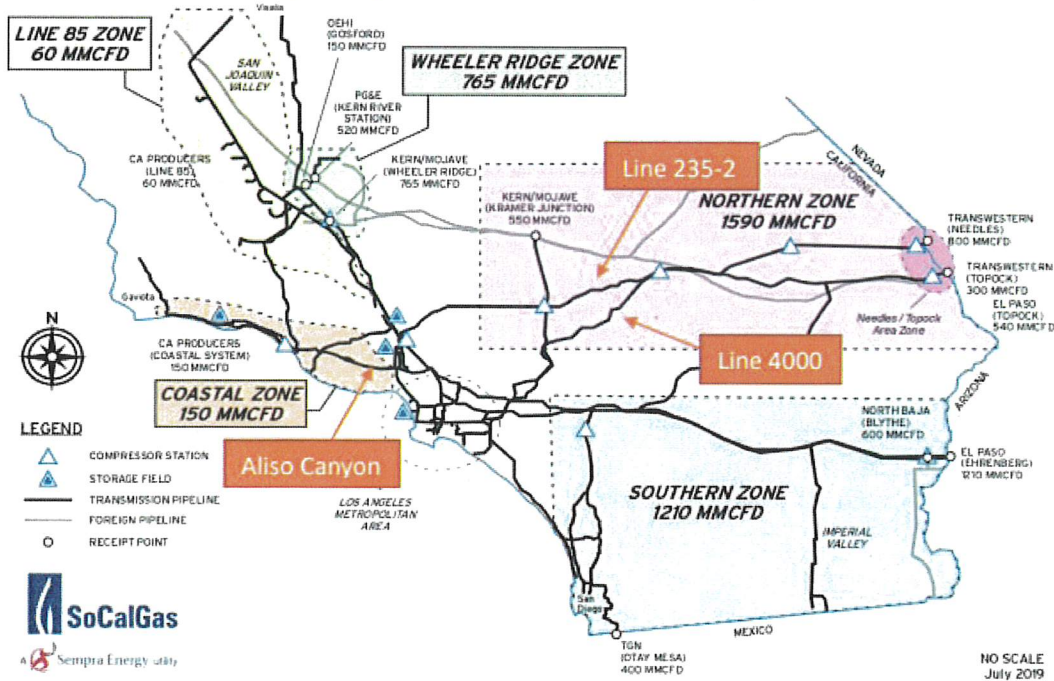 LINE 85 ZONE
60 MMCFD
Visalia
OEHI
(GOSFORD)
150 MMCFD
SAN
JOAQUIN
VALLEY
WHEELER RIDGE ZONE
765 MMCFD
PG&E
(KERN RIVER
STATION)
520 MMCFD
CA PRODUCERS
(LINE 85)
60 MMCFD
KERN/MOJAVE
(WHEELER RIDGE)
765 MMCFD
Line 235-2
NEVADA
CALIFORNIA
KERN/MOJAVE
(KRAMER JUNCTION)
550 MMCFD
NORTHERN ZONE
1590 MMCFD
TRANSWESTERN
(NEEDLES)
800 MMCFD
TRANSWESTERN
(TOPOCK)
300 MMCFD
EL PASO
(TOPOCK)
540 MMCFD
Needles / Topock
Area Zone
Gaviota
N
CA PRODUCERS
(COASTAL SYSTEM)
150 MMCFD
COASTAL ZONE
150 MMCFD
Line 4000
ARIZONA
LEGEND
COMPRESSOR STATION
STORAGE FIELD
TRANSMISSION PIPELINE
FOREIGN PIPELINE
RECEIPT POINT
Aliso Canyon
LOS ANGELES
METROPOLITAN
AREA
NORTH BAJA
(BLYTHE)
600 MMCFD
EL PASO
(EHRENBERG)
1210 MMCFD
SOUTHERN ZONE
1210 MMCFD
IMPERIAL
VALLEY
San
Diego
MEXICO
TGN
(OTAY MESA)
400 MMCFD
SoCalGas
A Sempra Energy utility
NO SCALE
July 2019